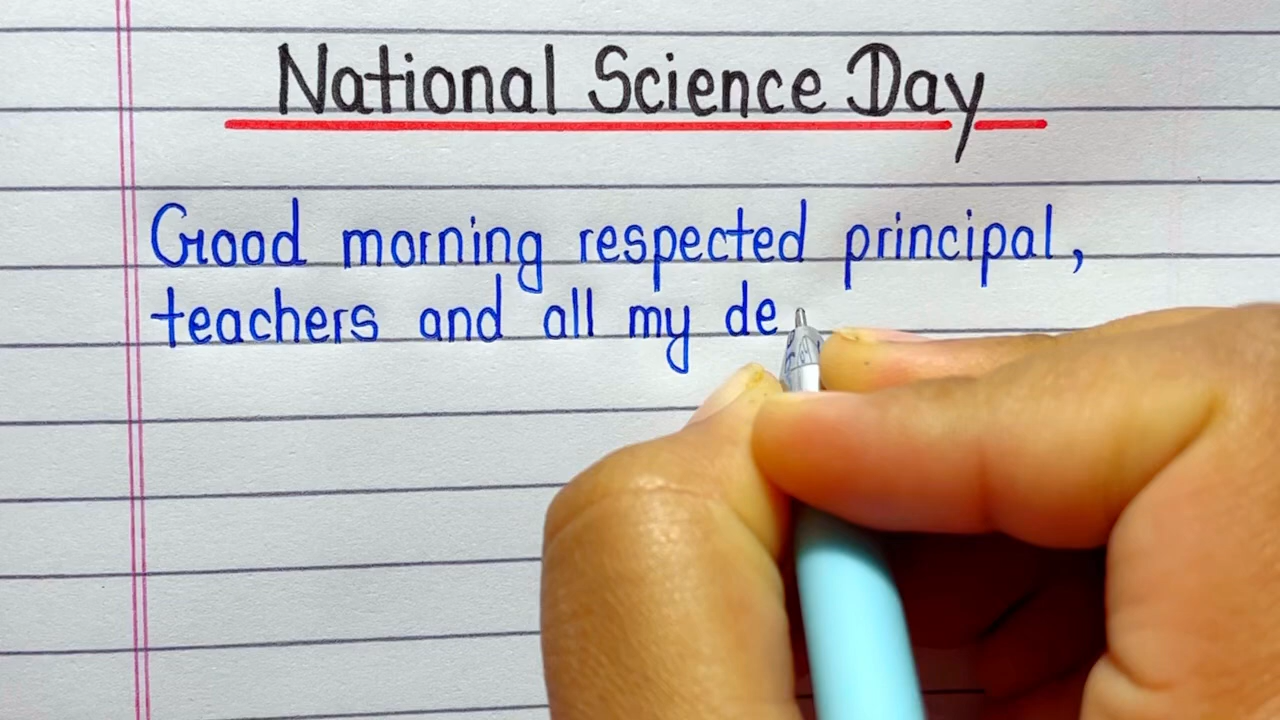 National Science Day
Good morning respected principal,
teachers and all my de